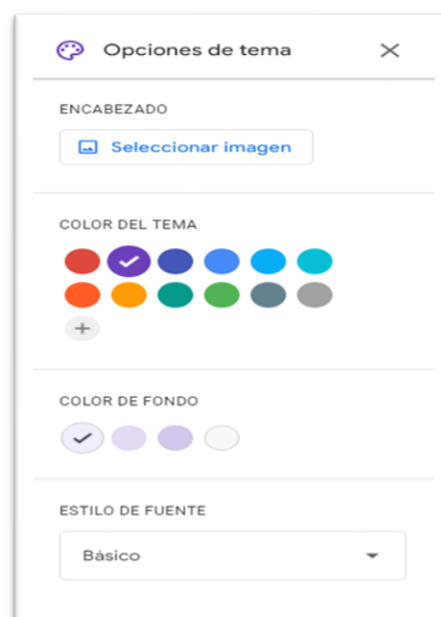 Opciones de tema
ENCABEZADO
Seleccionar imagen
COLOR DEL TEMA
COLOR DE FONDO
ESTILO DE FUENTE
Básico